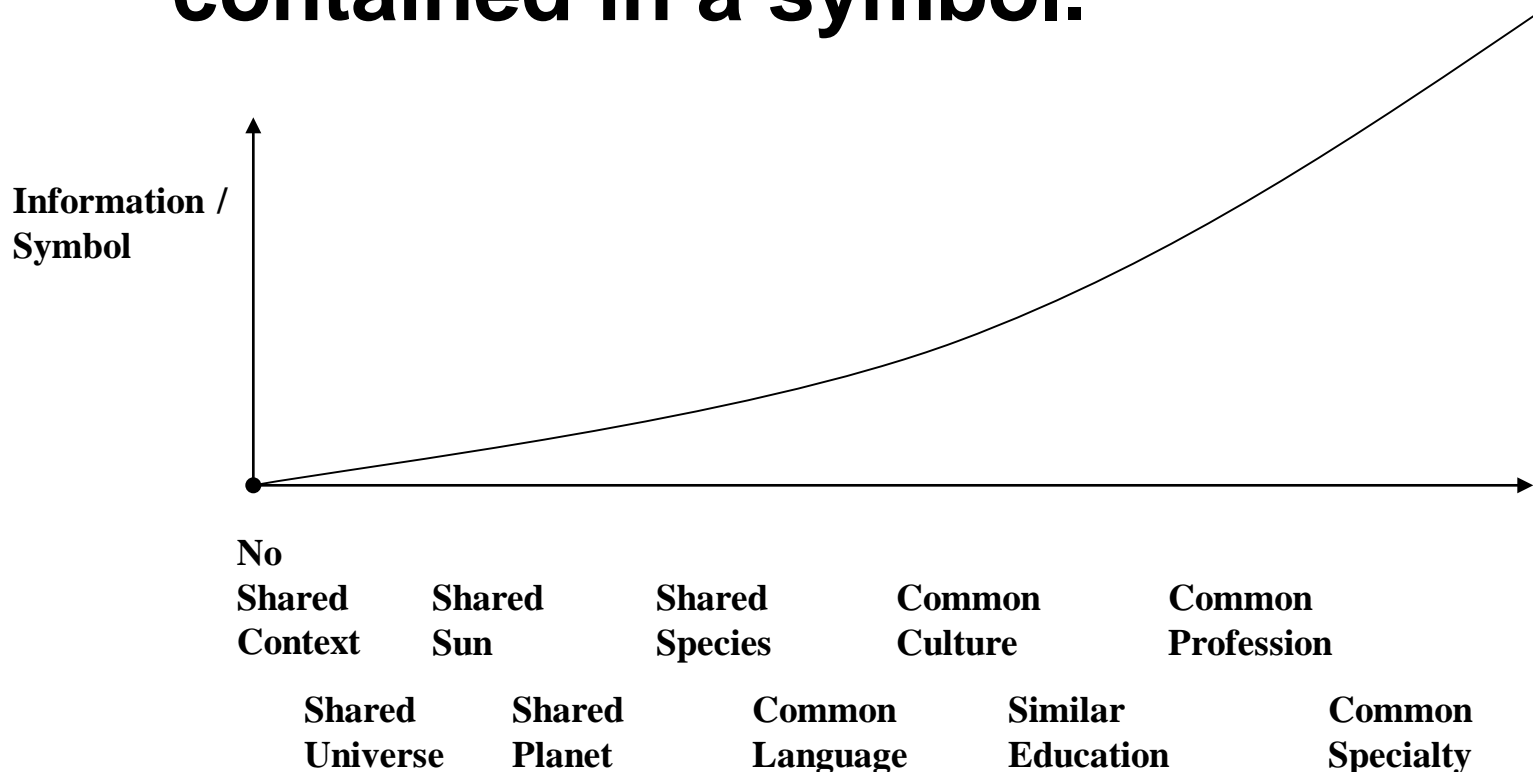 contained in a symbol.
Information /
Symbol
No
Shared
Context
Shared
Sun
Shared
Species
Common
Culture
Common
Profession
Shared
Universe
Shared
Planet
Common
Language
Similar
Education
Common
Specialty